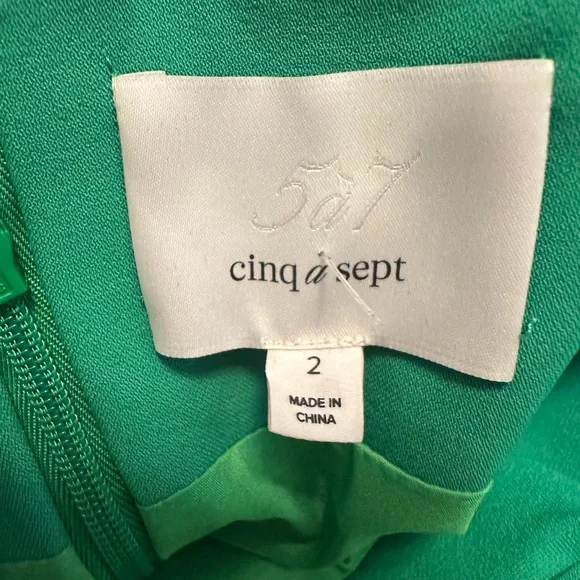 5à7
cinq à sept
2
MADE IN
CHINA